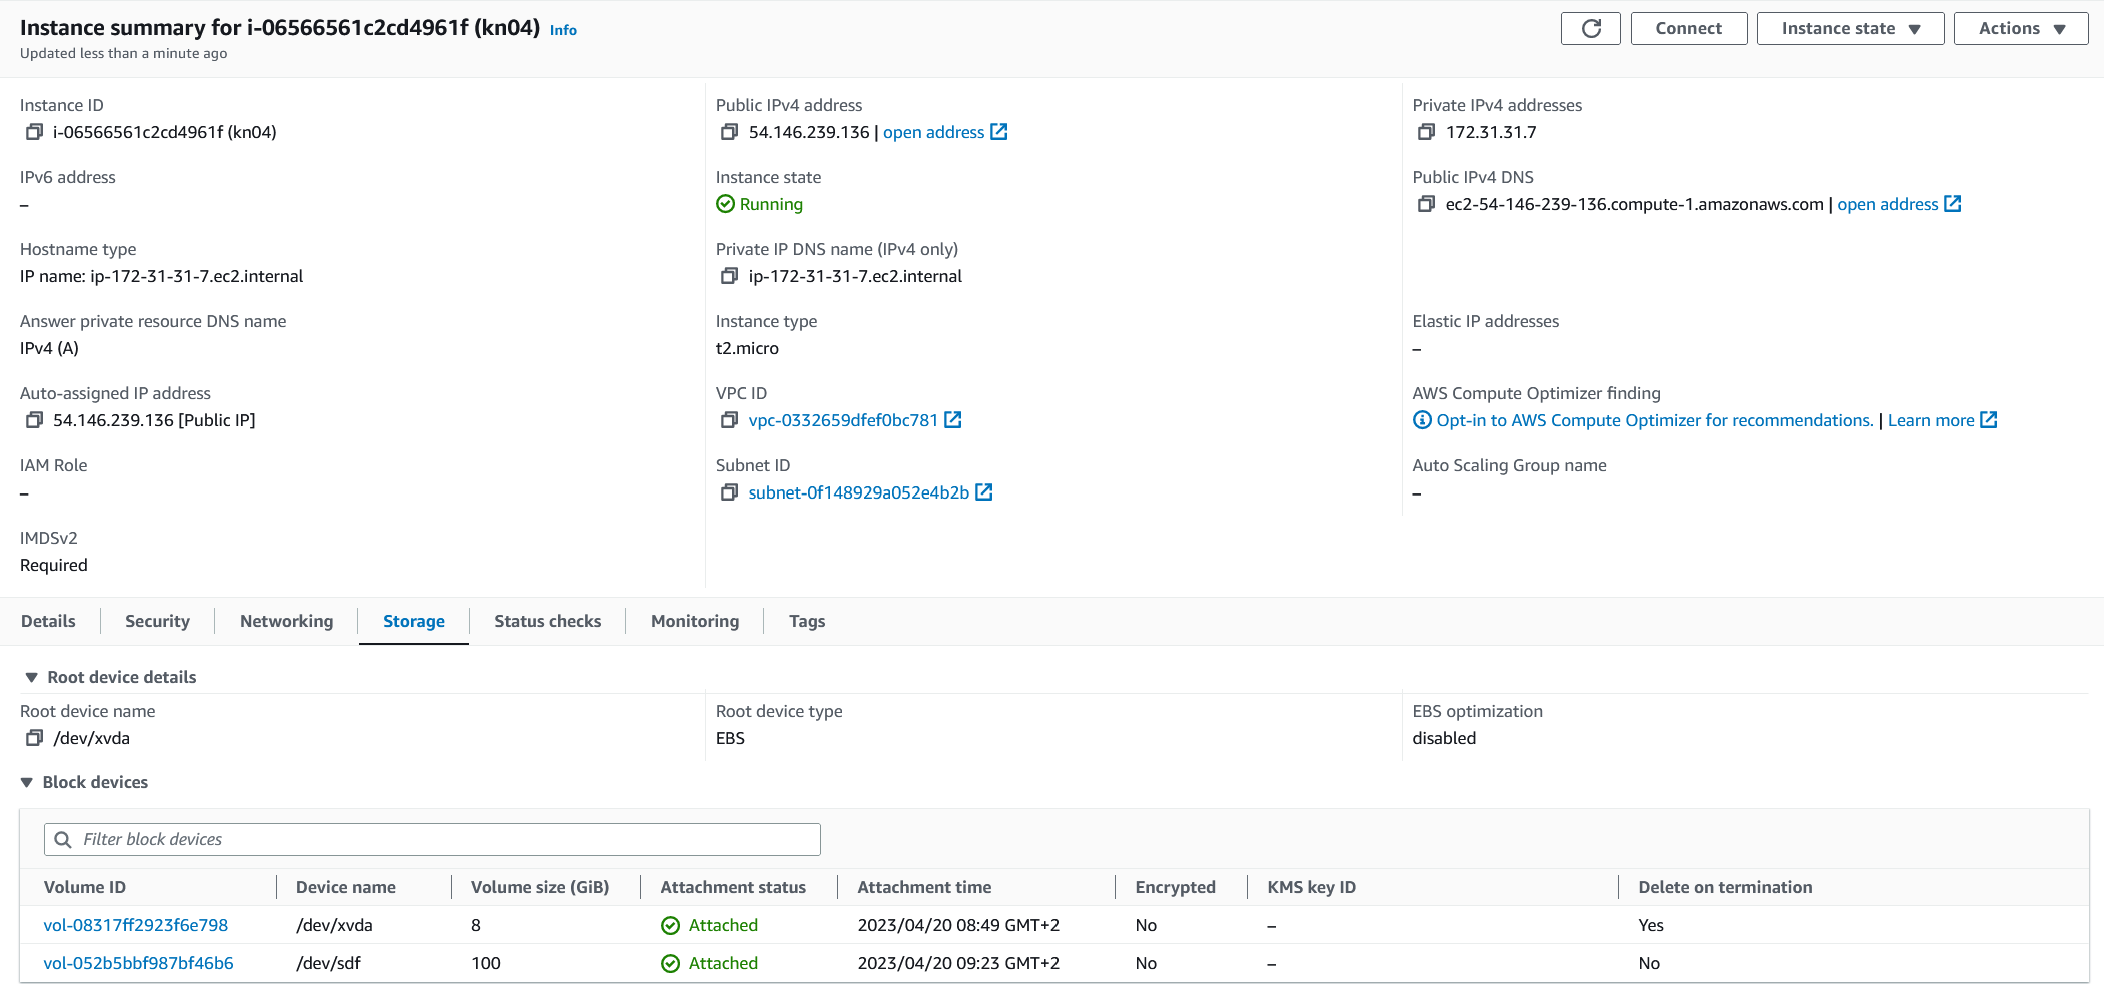 Instance summary for i-06566561c2cd4961f (kn04) Info
Updated less than a minute ago
Connect
Instance state
Actions
Instance ID
i-06566561c2cd4961f (kn04)
Public IPv4 address
54.146.239.136 | open address
Private IPv4 addresses
172.31.31.7
IPv6 address
–
Instance state
Running
Public IPv4 DNS
ec2-54-146-239-136.compute-1.amazonaws.com | open address
Hostname type
IP name: ip-172-31-31-7.ec2.internal
Private IP DNS name (IPv4 only)
ip-172-31-31-7.ec2.internal
Answer private resource DNS name
IPv4 (A)
Instance type
t2.micro
Elastic IP addresses
–
Auto-assigned IP address
54.146.239.136 [Public IP]
VPC ID
vpc-0332659dfef0bc781
AWS Compute Optimizer finding
Opt-in to AWS Compute Optimizer for recommendations. | Learn more
IAM Role
–
Subnet ID
subnet-0f148929a052e4b2b
Auto Scaling Group name
–
IMDSv2
Required
Details Security Networking Storage Status checks Monitoring Tags
Root device details
Root device name
/dev/xvda
Root device type
EBS
EBS optimization
disabled
Block devices
Filter block devices
Volume ID Device name Volume size (GiB) Attachment status Attachment time Encrypted KMS key ID Delete on termination
vol-08317ff2923f6e798 /dev/xvda 8 Attached 2023/04/20 08:49 GMT+2 No – Yes
vol-052b5bbf987bf46b6 /dev/sdf 100 Attached 2023/04/20 09:23 GMT+2 No – No